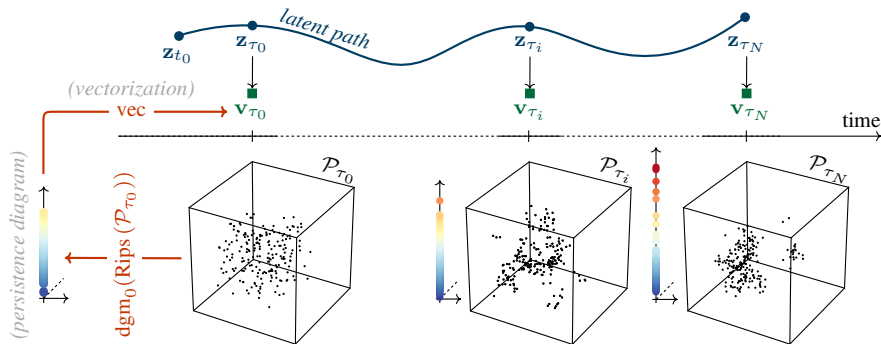 latent path
z_{t_0}
z_{τ_0}
z_{τ_i}
z_{τ_N}
(vectorization)
vec
v_{τ_0}
v_{τ_i}
v_{τ_N}
time
(persistence diagram)
dgm_0(Rips(𝒫_{τ_0}))
𝒫_{τ_0}
𝒫_{τ_i}
𝒫_{τ_N}